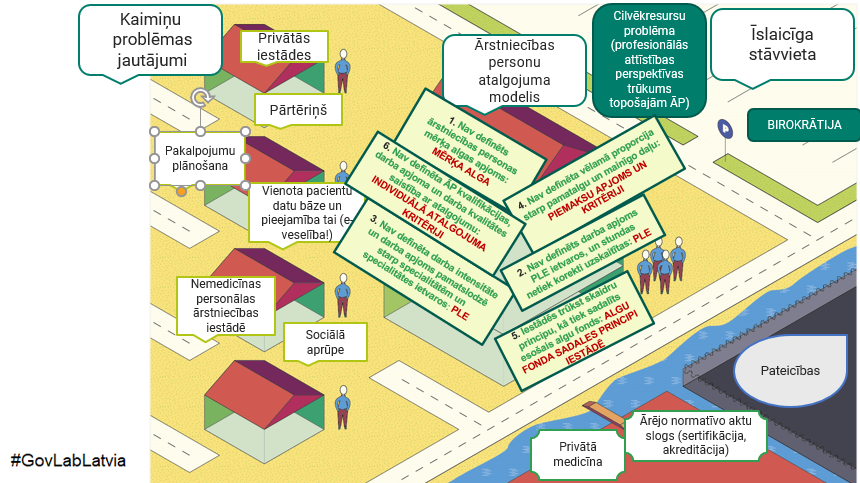 Kaimiņu
problēmas
jautājumi
Privātās
iestādes
Ārstniecības
personu
atalgojuma
modelis
Cilvēkresursu
problēma
(profesionālās
attīstības
perspektīvas
trūkums
topošajām ĀP)
Īslaicīga
stāvvieta
BIROKRĀTIJA
Pārtēriņš
Pakalpojumu
plānošana
Vienota pacientu
datu bāze un
pieejamība tai (e-
veselība!)
1. Nav definēts
ārstniecības personas
mērķa algas apjoms:
MĒRĶA ALGA
6. Nav definēta ĀP kvalifikācijas,
darba apjoma un darba kvalitātes
saistība ar atalgojumu:
INDIVIDUĀLĀ ATALGOJUMA
KRITĒRIJI
3. Nav definēta darba intensitāte
un darba apjoms pamatslodzē
starp specialitātēm un
specialitātes ietvaros: PLE
4. Nav definēta vēlamā proporcija
starp pamatalgu un mainīgo daļu:
PIEMAKSU APJOMS UN
KRITĒRIJI
2. Nav definēts darba apjoms
PLE ietvaros, un stundas
netiek korekti uzskaitītas: PLE
5. Iestādēs trūkst skaidru
principu, kā tiek sadalīts
esošais algu fonds: ALGU
FONDA SADALES PRINCIPI
IESTĀDĒ
Nemedicīnas
personālas
ārstniecības
iestādē
Sociālā
aprūpe
Pateicības
Privātā
medicīna
Ārējo normatīvo aktu
slogs (sertifikācija,
akreditācija)
#GovLabLatvia